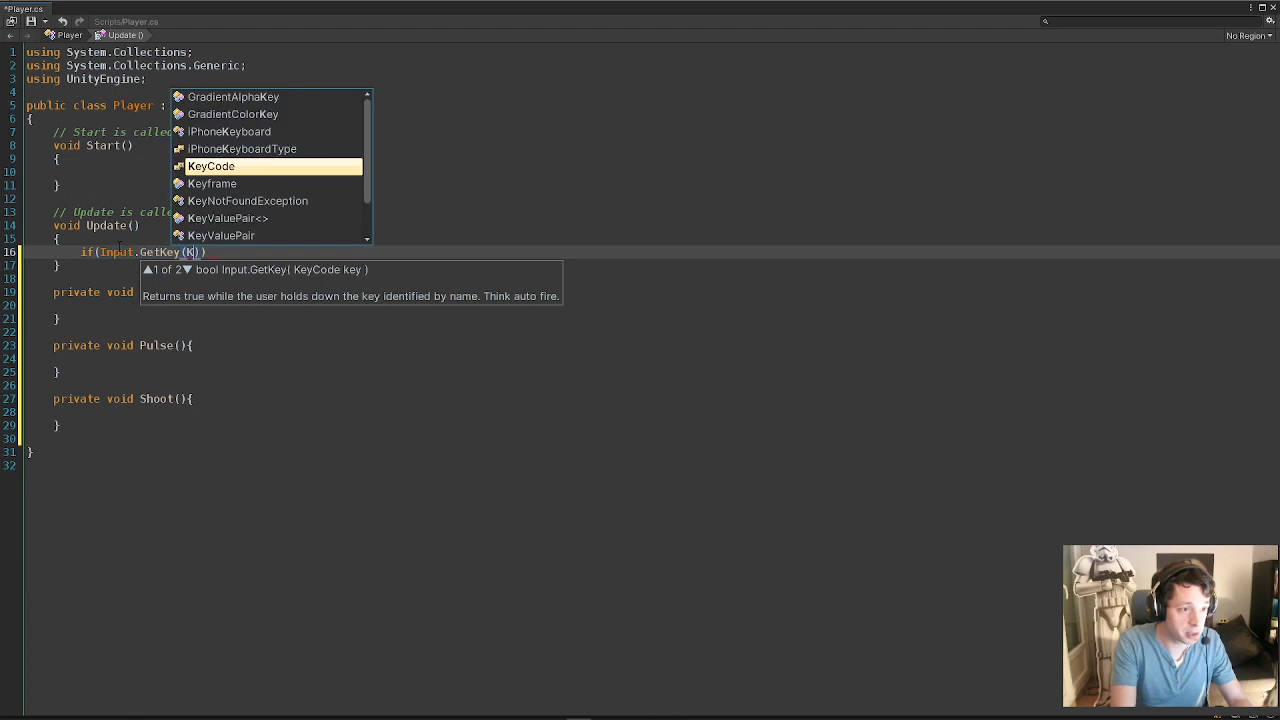 *Player.cs
Scripts/Player.cs
Player
Update ()
No Region
1 using System.Collections;
2 using System.Collections.Generic;
3 using UnityEngine;
4
5 public class Player :
6 {
7 // Start is called
8 void Start()
9 {
10
11 }
12
13 // Update is calle
14 void Update()
15 {
16 if(Input.GetKey(K))
17 }
18
19 private void
20
21 }
22
23 private void Pulse(){
24
25 }
26
27 private void Shoot(){
28
29 }
30
31 }
32
GradientAlphaKey
GradientColorKey
iPhoneKeyboard
iPhoneKeyboardType
KeyCode
Keyframe
KeyNotFoundException
KeyValuePair<>
KeyValuePair
▲1 of 2▼ bool Input.GetKey( KeyCode key )
Returns true while the user holds down the key identified by name. Think auto fire.